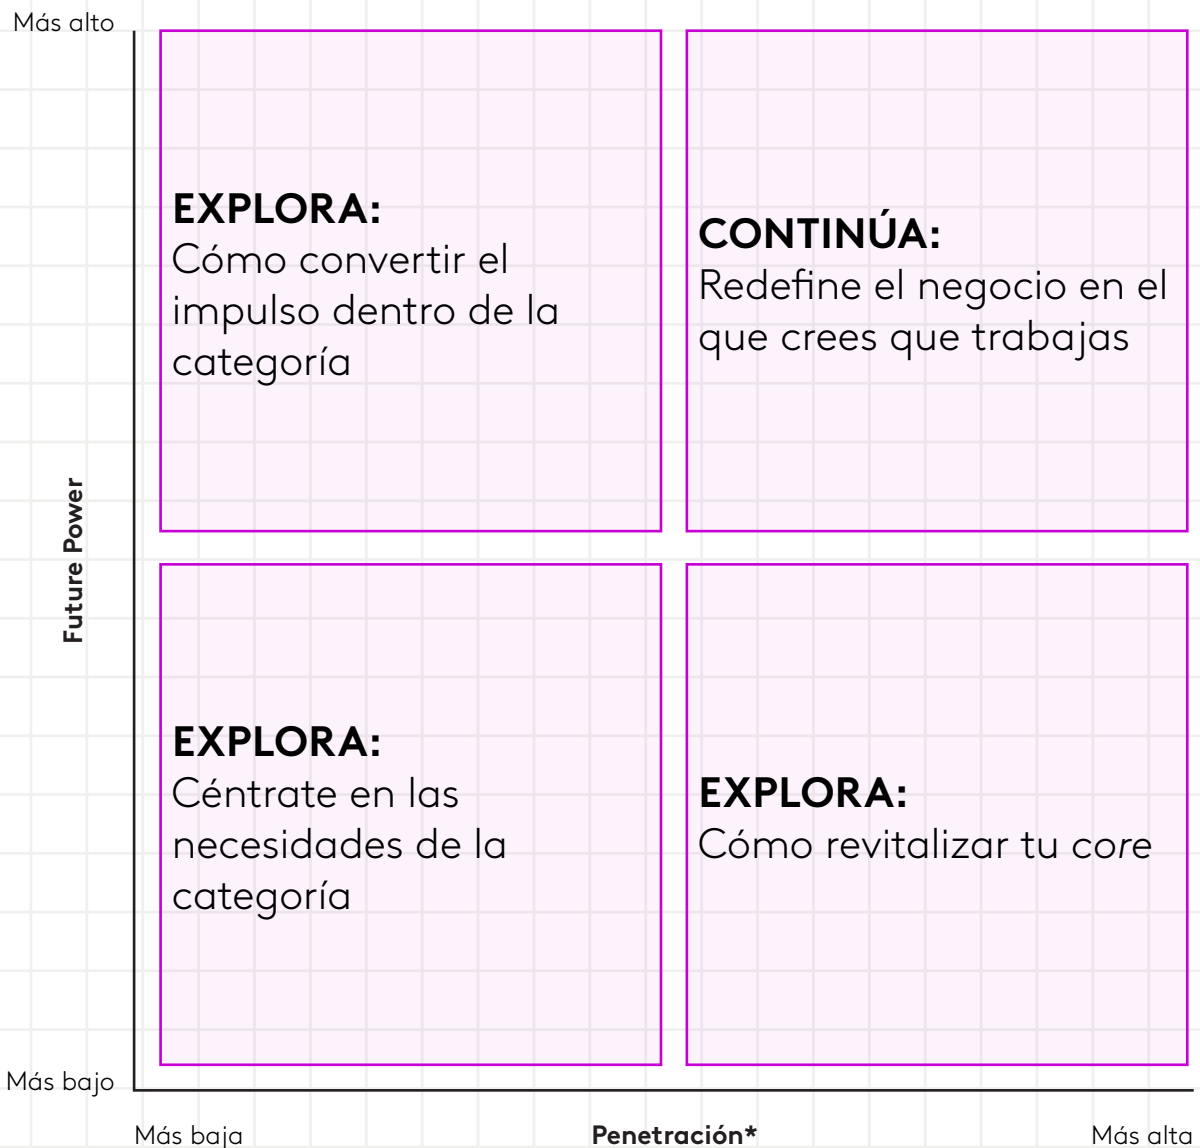 Más alto
EXPLORA:
Cómo convertir el
impulso dentro de la
categoría
CONTINÚA:
Redefine el negocio en el
que crees que trabajas
Future Power
EXPLORA:
Céntrate en las
necesidades de la
categoría
EXPLORA:
Cómo revitalizar tu core
Más bajo
Más baja
Penetración*
Más alta